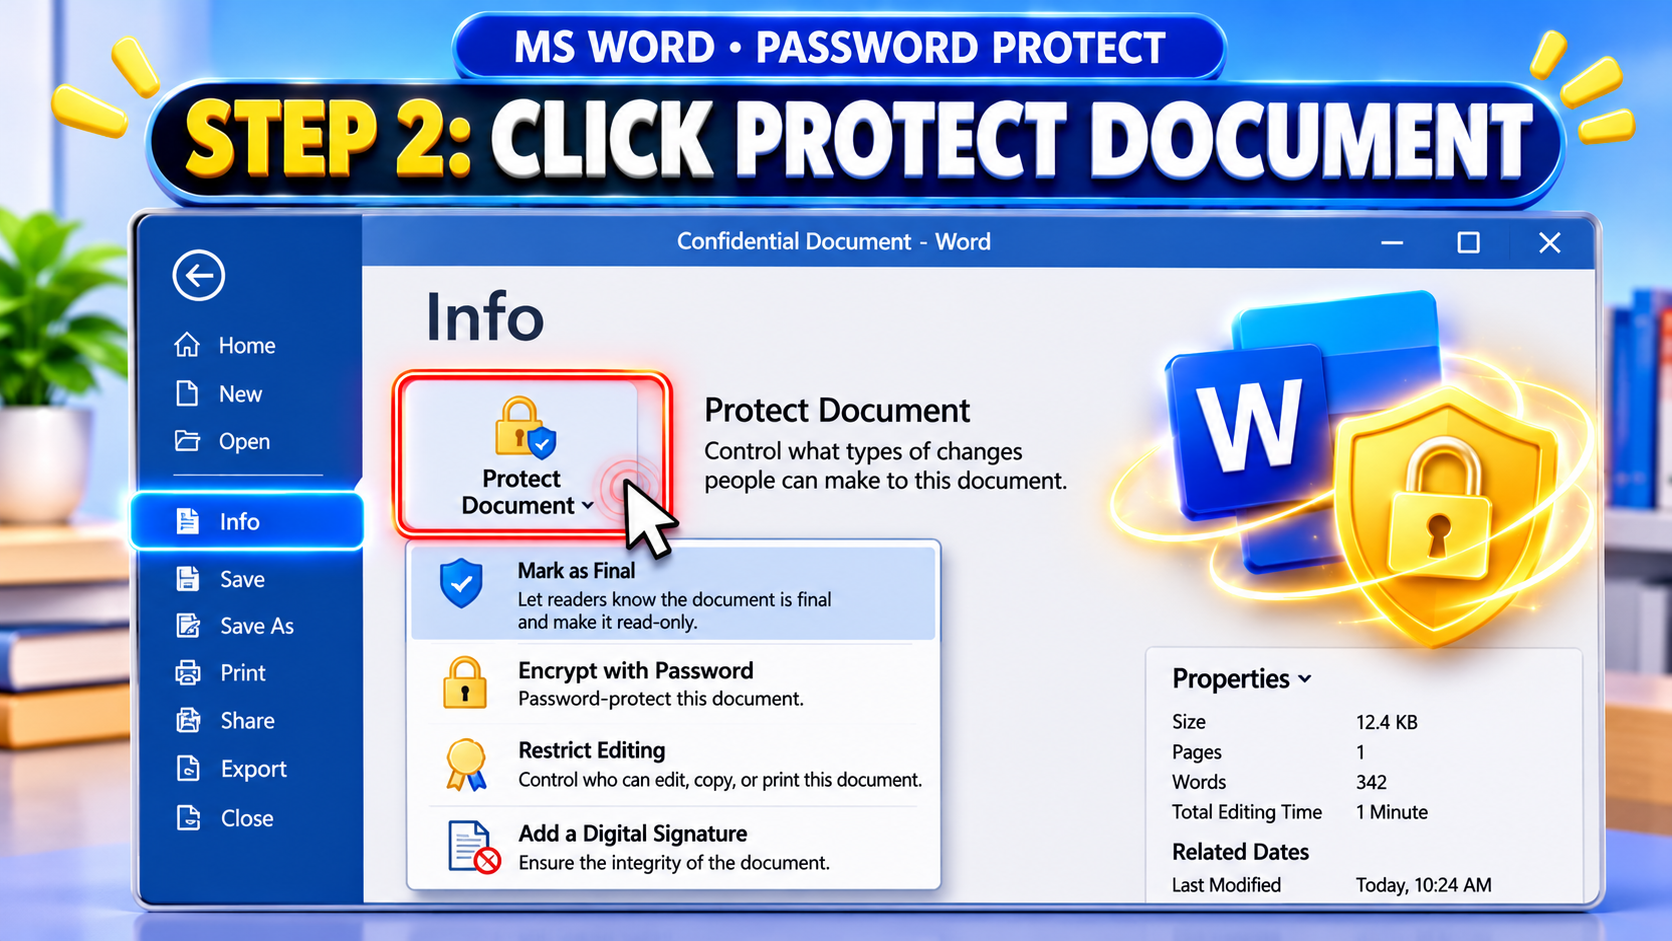 MS WORD • PASSWORD PROTECT
STEP 2: CLICK PROTECT DOCUMENT
Confidential Document - Word
Home
New
Open
Info
Save
Save As
Print
Share
Export
Close
Info
Protect
Document
Protect Document
Control what types of changes
people can make to this document.
Mark as Final
Let readers know the document is final
and make it read-only.
Encrypt with Password
Password-protect this document.
Restrict Editing
Control who can edit, copy, or print this document.
Add a Digital Signature
Ensure the integrity of the document.
W
Properties
Size 12.4 KB
Pages 1
Words 342
Total Editing Time 1 Minute
Related Dates
Last Modified Today, 10:24 AM